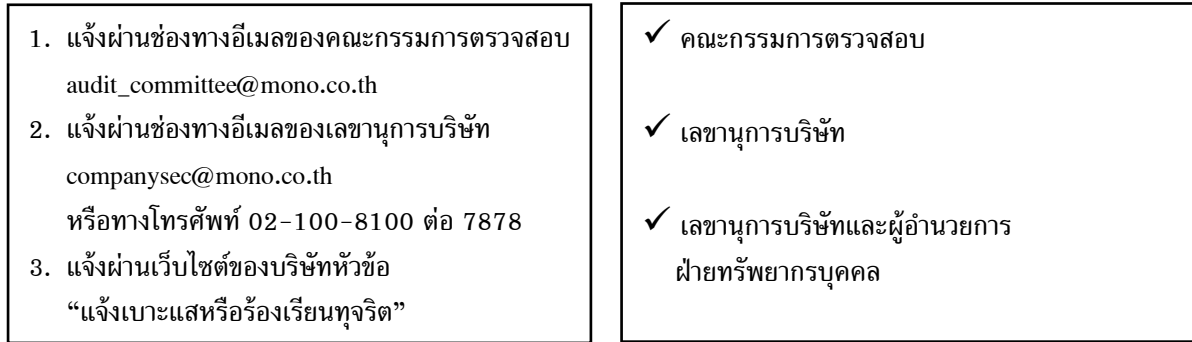 1. แจ้งผ่านช่องทางอีเมลของคณะกรรมการตรวจสอบ
audit_committee@mono.co.th
2. แจ้งผ่านช่องทางอีเมลของเลขานุการบริษัท
companysec@mono.co.th
หรือทางโทรศัพท์ 02-100-8100 ต่อ 7878
3. แจ้งผ่านเว็บไซต์ของบริษัทหัวข้อ
“แจ้งเบาะแสหรือร้องเรียนทุจริต”
✓ คณะกรรมการตรวจสอบ
✓ เลขานุการบริษัท
✓ เลขานุการบริษัทและผู้อำนวยการ
ฝ่ายทรัพยากรบุคคล